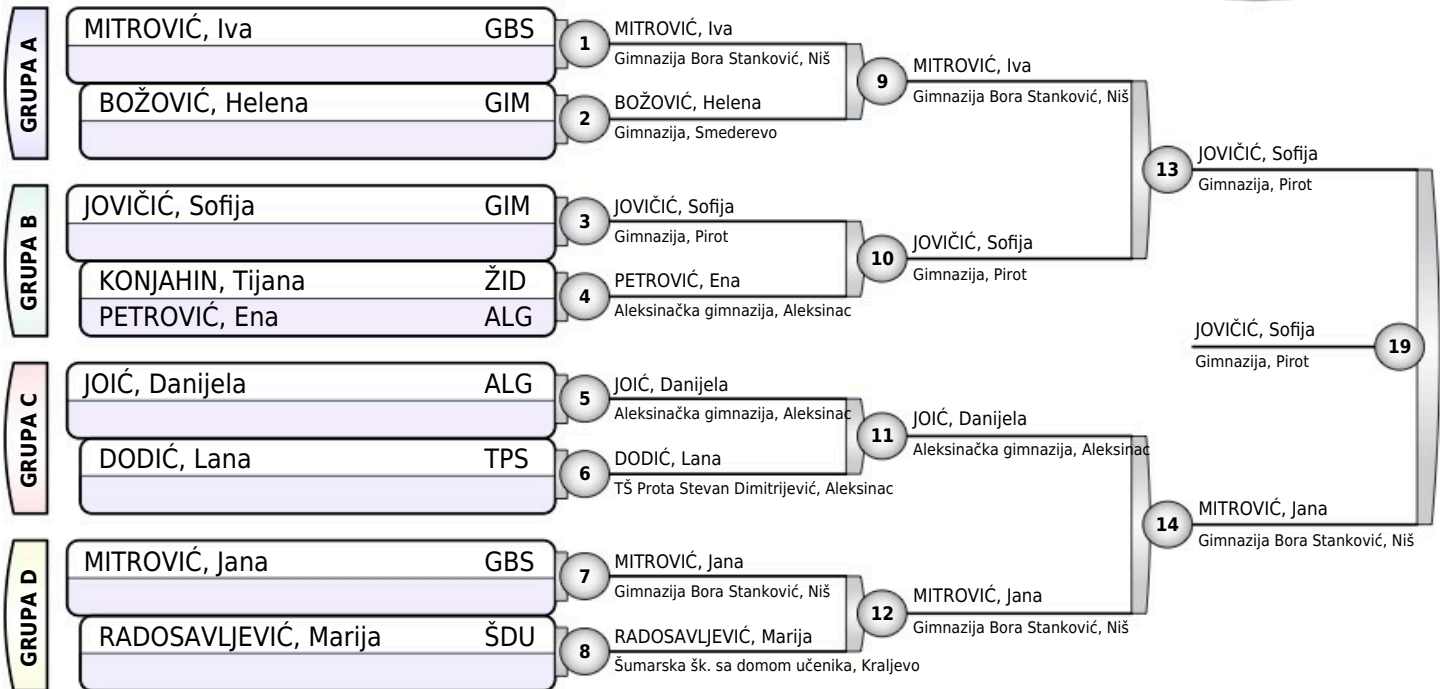 GRUPA A
MITROVIĆ, Iva GBS
BOŽOVIĆ, Helena GIM
GRUPA B
JOVIČIĆ, Sofija GIM
KONJAHIN, Tijana ŽID
PETROVIĆ, Ena ALG
GRUPA C
JOIĆ, Danijela ALG
DODIĆ, Lana TPS
GRUPA D
MITROVIĆ, Jana GBS
RADOSAVLJEVIĆ, Marija ŠDU
1
MITROVIĆ, Iva
Gimnazija Bora Stanković, Niš
2
BOŽOVIĆ, Helena
Gimnazija, Smederevo
3
JOVIČIĆ, Sofija
Gimnazija, Pirot
4
PETROVIĆ, Ena
Aleksinačka gimnazija, Aleksinac
5
JOIĆ, Danijela
Aleksinačka gimnazija, Aleksinac
6
DODIĆ, Lana
TŠ Prota Stevan Dimitrijević, Aleksinac
7
MITROVIĆ, Jana
Gimnazija Bora Stanković, Niš
8
RADOSAVLJEVIĆ, Marija
Šumarska šk. sa domom učenika, Kraljevo
9
MITROVIĆ, Iva
Gimnazija Bora Stanković, Niš
10
JOVIČIĆ, Sofija
Gimnazija, Pirot
11
JOIĆ, Danijela
Aleksinačka gimnazija, Aleksinac
12
MITROVIĆ, Jana
Gimnazija Bora Stanković, Niš
13
JOVIČIĆ, Sofija
Gimnazija, Pirot
14
MITROVIĆ, Jana
Gimnazija Bora Stanković, Niš
JOVIČIĆ, Sofija
19
Gimnazija, Pirot